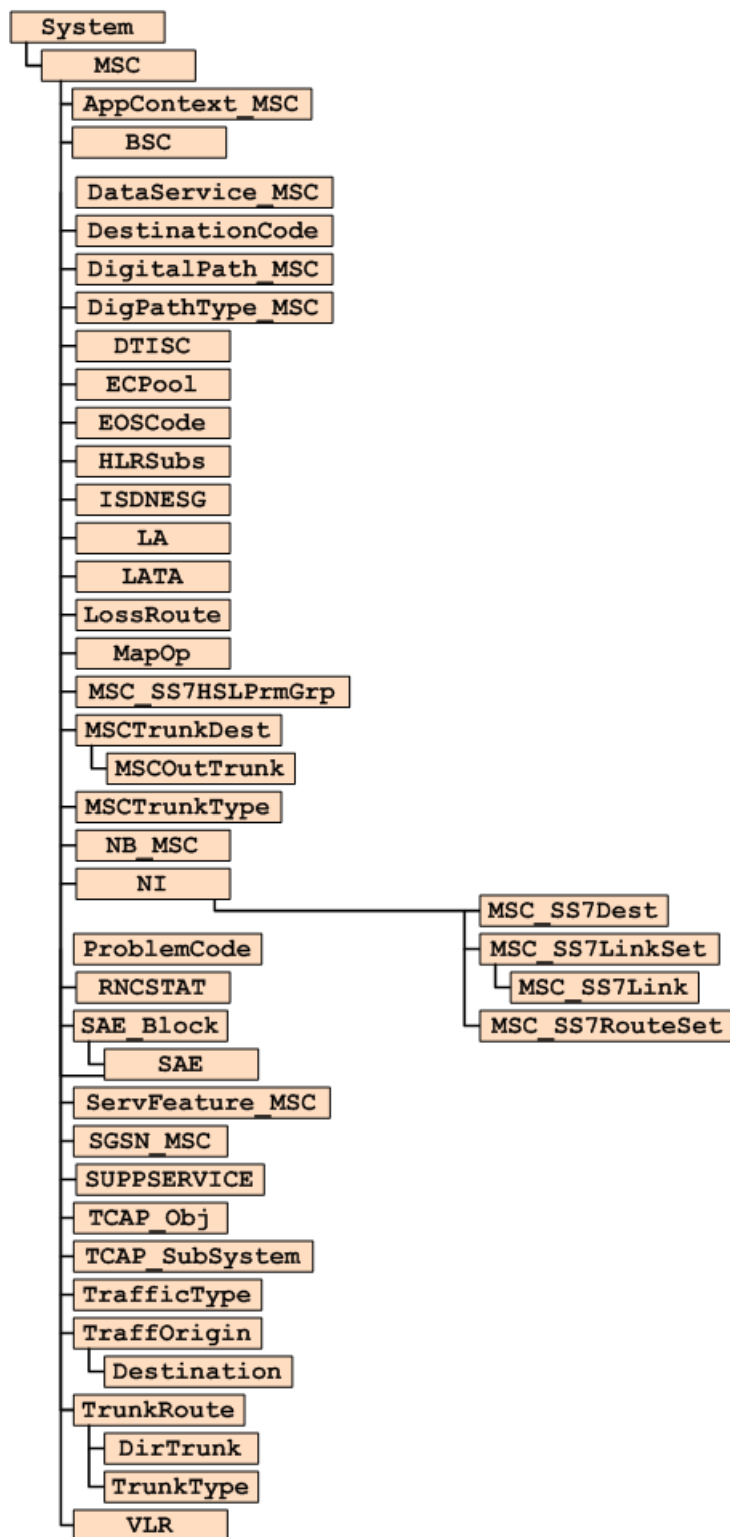 System
MSC
AppContext_MSC
BSC
DataService_MSC
DestinationCode
DigitalPath_MSC
DigPathType_MSC
DTISC
ECPool
EOSCode
HLRSubs
ISDNESG
LA
LATA
LossRoute
MapOp
MSC_SS7HSLPrmGrp
MSCTrunkDest
MSCOutTrunk
MSCTrunkType
NB_MSC
NI
MSC_SS7Dest
MSC_SS7LinkSet
MSC_SS7Link
MSC_SS7RouteSet
ProblemCode
RNCSTAT
SAE_Block
SAE
ServFeature_MSC
SGSN_MSC
SUPPSERVICE
TCAP_Obj
TCAP_SubSystem
TrafficType
TraffOrigin
Destination
TrunkRoute
DirTrunk
TrunkType
VLR